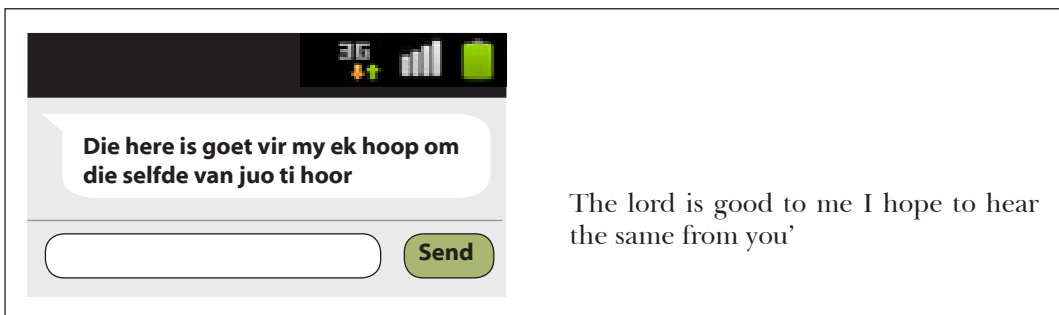 3G
Die here is goet vir my ek hoop om
die selfde van juo ti hoor
Send
The lord is good to me I hope to hear
the same from you'